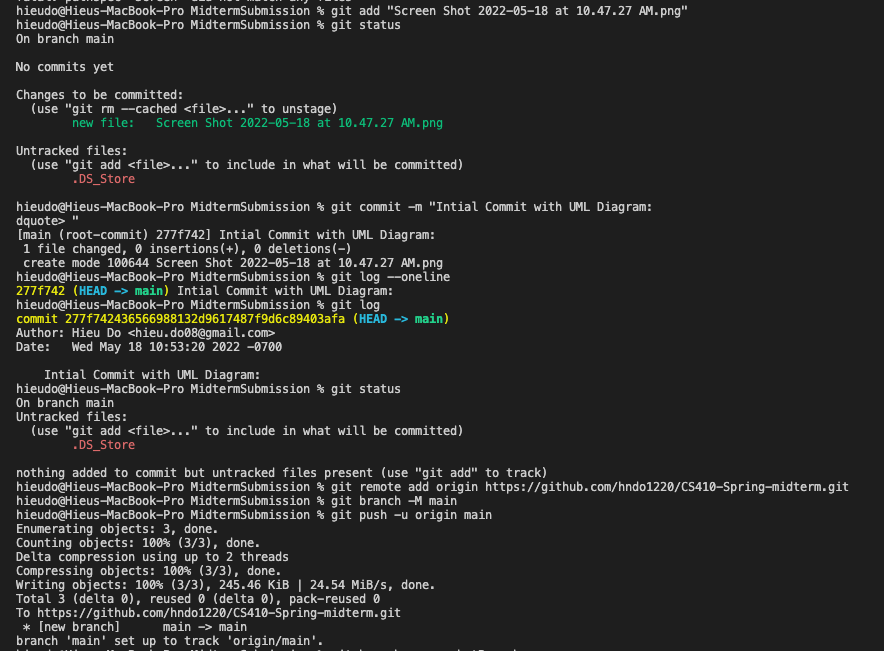 hieudo@Hieus-MacBook-Pro MidtermSubmission % git add "Screen Shot 2022-05-18 at 10.47.27 AM.png"
hieudo@Hieus-MacBook-Pro MidtermSubmission % git status
On branch main

No commits yet

Changes to be committed:
  (use "git rm --cached <file>..." to unstage)
        new file:   Screen Shot 2022-05-18 at 10.47.27 AM.png

Untracked files:
  (use "git add <file>..." to include in what will be committed)
        .DS_Store

hieudo@Hieus-MacBook-Pro MidtermSubmission % git commit -m "Intial Commit with UML Diagram:
dquote> "
[main (root-commit) 277f742] Intial Commit with UML Diagram:
 1 file changed, 0 insertions(+), 0 deletions(-)
 create mode 100644 Screen Shot 2022-05-18 at 10.47.27 AM.png
hieudo@Hieus-MacBook-Pro MidtermSubmission % git log --oneline
277f742 (HEAD -> main) Intial Commit with UML Diagram:
hieudo@Hieus-MacBook-Pro MidtermSubmission % git log
commit 277f742436566988132d9617487f9d6c89403afa (HEAD -> main)
Author: Hieu Do <hieu.do08@gmail.com>
Date:   Wed May 18 10:53:20 2022 -0700

    Intial Commit with UML Diagram:
hieudo@Hieus-MacBook-Pro MidtermSubmission % git status
On branch main
Untracked files:
  (use "git add <file>..." to include in what will be committed)
        .DS_Store

nothing added to commit but untracked files present (use "git add" to track)
hieudo@Hieus-MacBook-Pro MidtermSubmission % git remote add origin https://github.com/hndo1220/CS410-Spring-midterm.git
hieudo@Hieus-MacBook-Pro MidtermSubmission % git branch -M main
hieudo@Hieus-MacBook-Pro MidtermSubmission % git push -u origin main
Enumerating objects: 3, done.
Counting objects: 100% (3/3), done.
Delta compression using up to 2 threads
Compressing objects: 100% (3/3), done.
Writing objects: 100% (3/3), 245.46 KiB | 24.54 MiB/s, done.
Total 3 (delta 0), reused 0 (delta 0), pack-reused 0
To https://github.com/hndo1220/CS410-Spring-midterm.git
 * [new branch]      main -> main
branch 'main' set up to track 'origin/main'.